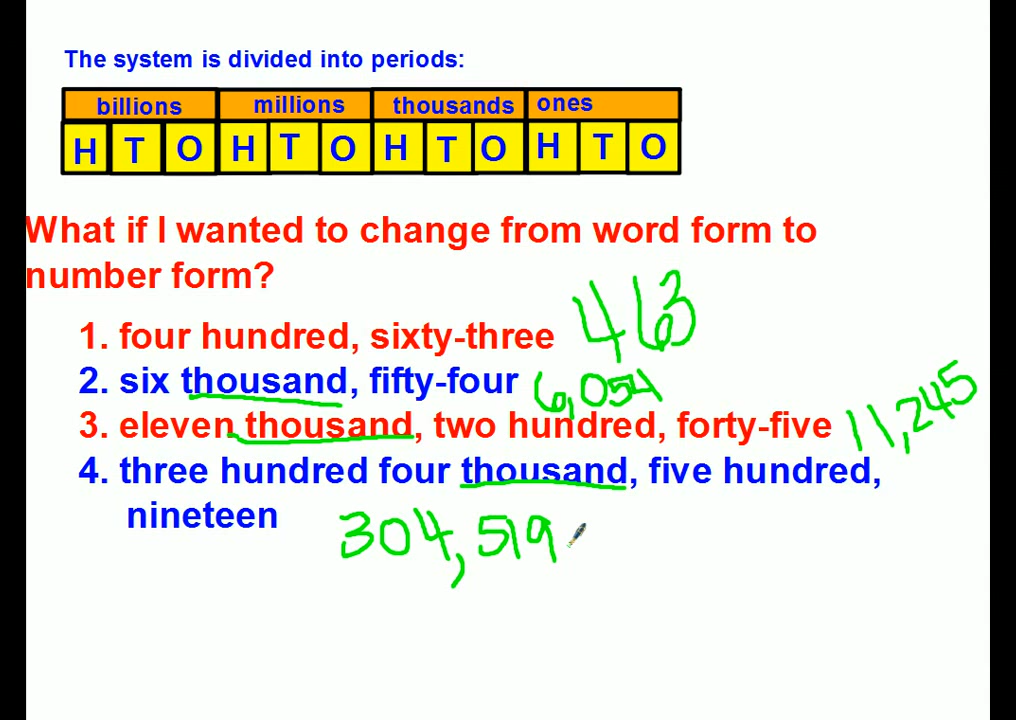 The system is divided into periods:
billions millions thousands ones
H T O H T O H T O H T O
What if I wanted to change from word form to
number form?
1. four hundred, sixty-three 463
2. six thousand, fifty-four 6,054
3. eleven thousand, two hundred, forty-five 11,245
4. three hundred four thousand, five hundred,
nineteen 304,519